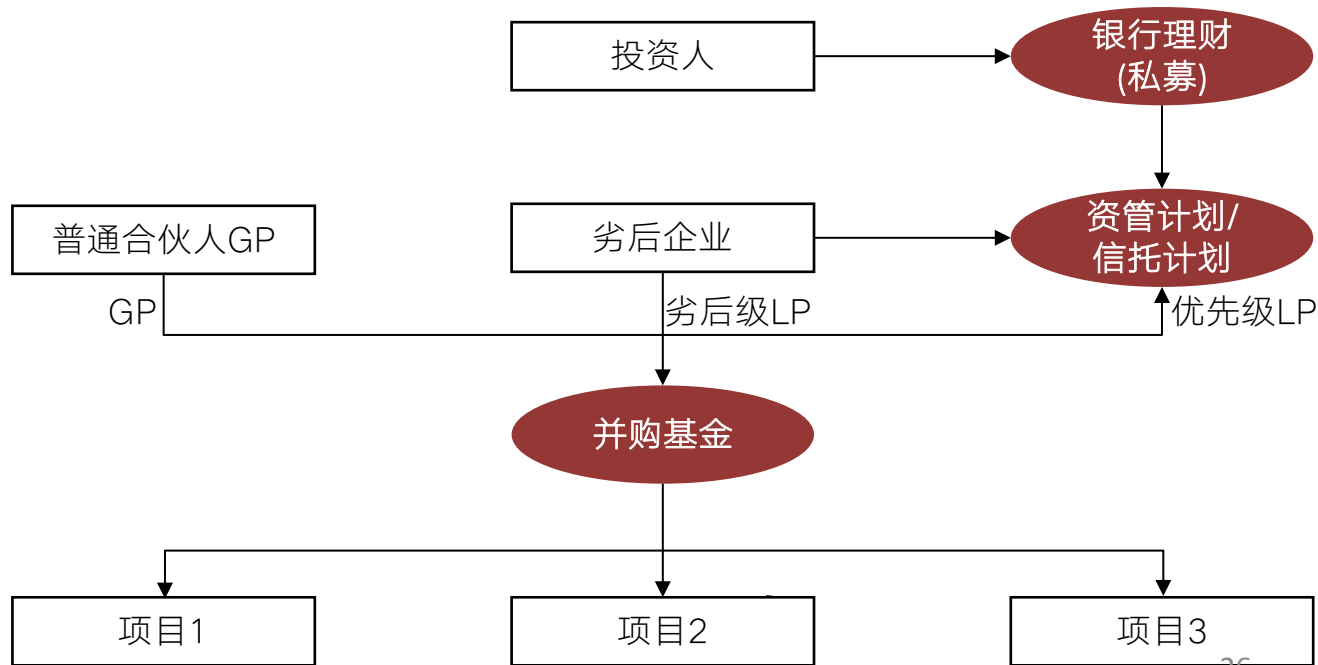 投资人
银行理财
(私募)
普通合伙人GP
劣后企业
资管计划/
信托计划
GP
劣后级LP
优先级LP
并购基金
项目1
项目2
项目3